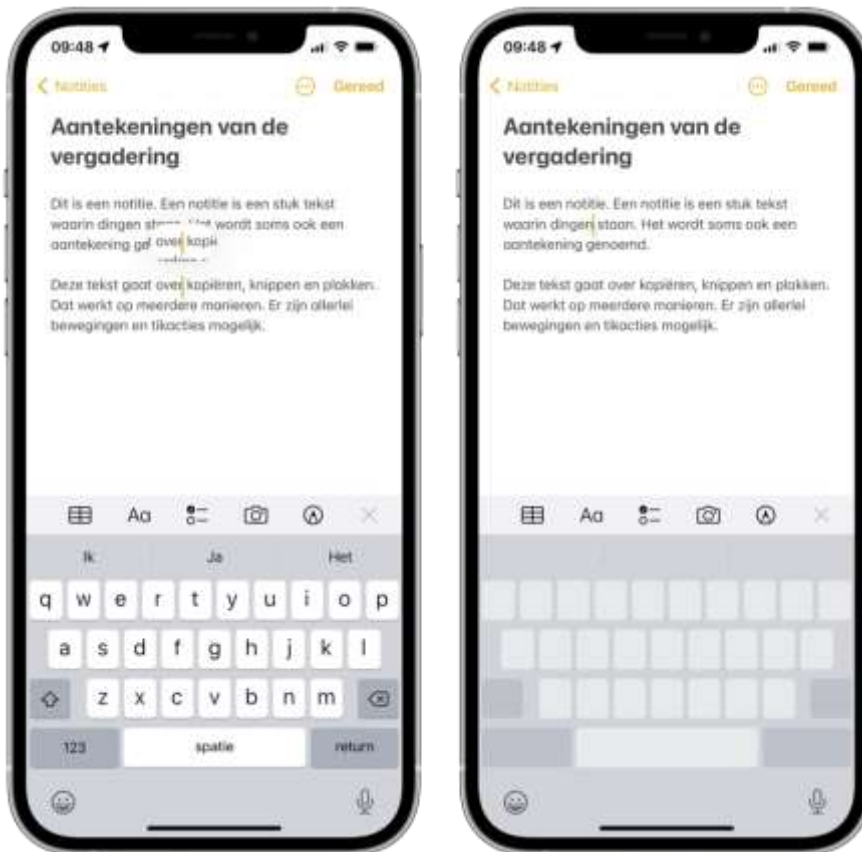 09:48
Notities
Gereed
Aantekeningen van de
vergadering
Dit is een notitie. Een notitie is een stuk tekst
waarin dingen wordt soms ook een
aantekening
over kopi
Deze tekst gaat over kopiëren, knippen en plakken.
Dat werkt op meerdere manieren. Er zijn allerlei
bewegingen en tikacties mogelijk.
Aa
Ik Ja Het
q w e r t y u i o p
a s d f g h j k l
z x c v b n m
123 spatie return
09:48
Notities
Gereed
Aantekeningen van de
vergadering
Dit is een notitie. Een notitie is een stuk tekst
waarin dingen staan. Het wordt soms ook een
aantekening genoemd.
Deze tekst gaat over kopiëren, knippen en plakken.
Dat werkt op meerdere manieren. Er zijn allerlei
bewegingen en tikacties mogelijk.
Aa